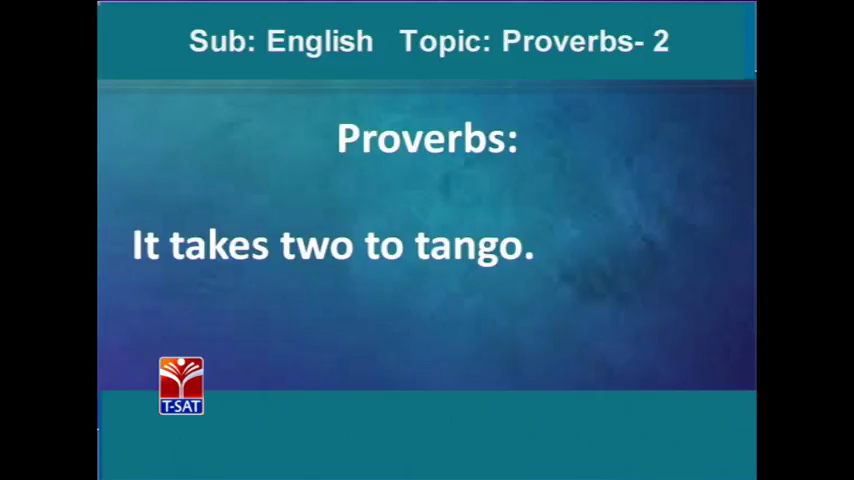 Sub: English Topic: Proverbs- 2
Proverbs:
It takes two to tango.
T-SAT